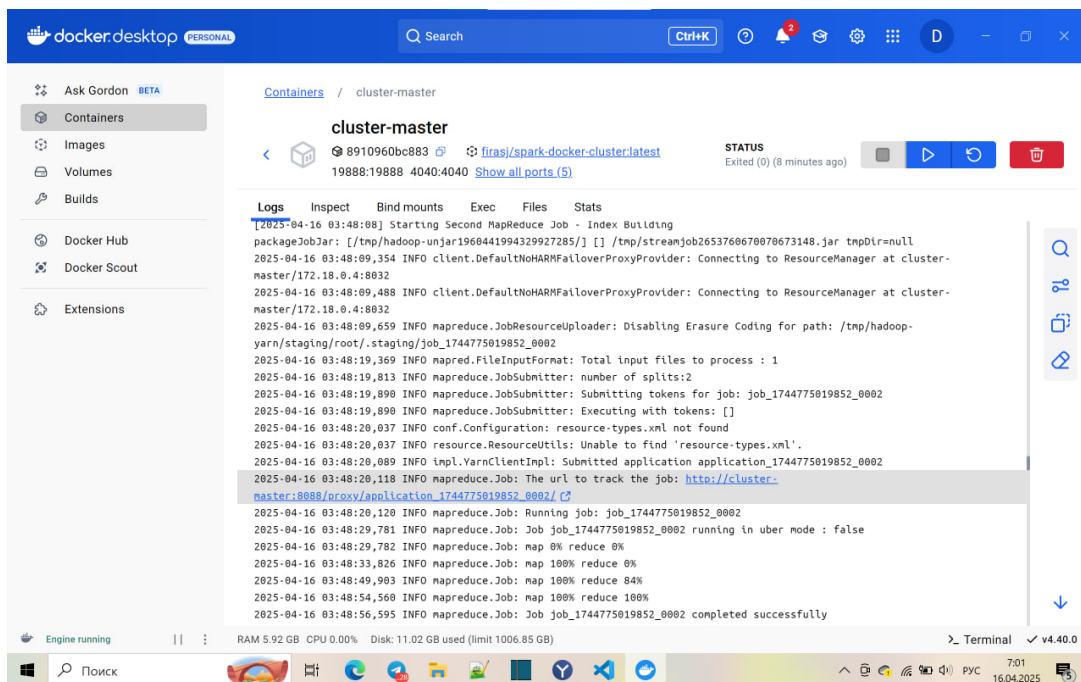 docker.desktop PERSONAL
Search
Ctrl+K
2
D
Ask Gordon BETA
Containers
Images
Volumes
Builds
Docker Hub
Docker Scout
Extensions
Containers / cluster-master
cluster-master
8910960bc883 firasj/spark-docker-cluster:latest
19888:19888 4040:4040 Show all ports (5)
STATUS
Exited (0) (8 minutes ago)
Logs Inspect Bind mounts Exec Files Stats
[2025-04-16 03:48:08] Starting Second MapReduce Job - Index Building
packageJobJar: [/tmp/hadoop-unjar1960441994329927285/] [] /tmp/streamjob2653760670070673148.jar tmpDir=null
2025-04-16 03:48:09,354 INFO client.DefaultNoHARMFailoverProxyProvider: Connecting to ResourceManager at cluster-
master/172.18.0.4:8032
2025-04-16 03:48:09,488 INFO client.DefaultNoHARMFailoverProxyProvider: Connecting to ResourceManager at cluster-
master/172.18.0.4:8032
2025-04-16 03:48:09,659 INFO mapreduce.JobResourceUploader: Disabling Erasure Coding for path: /tmp/hadoop-
yarn/staging/root/.staging/job_1744775019852_0002
2025-04-16 03:48:19,369 INFO mapred.FileInputFormat: Total input files to process : 1
2025-04-16 03:48:19,813 INFO mapreduce.JobSubmitter: number of splits:2
2025-04-16 03:48:19,890 INFO mapreduce.JobSubmitter: Submitting tokens for job: job_1744775019852_0002
2025-04-16 03:48:19,890 INFO mapreduce.JobSubmitter: Executing with tokens: []
2025-04-16 03:48:20,037 INFO conf.Configuration: resource-types.xml not found
2025-04-16 03:48:20,037 INFO resource.ResourceUtils: Unable to find 'resource-types.xml'.
2025-04-16 03:48:20,089 INFO impl.YarnClientImpl: Submitted application application_1744775019852_0002
2025-04-16 03:48:20,118 INFO mapreduce.Job: The url to track the job: http://cluster-
master:8088/proxy/application_1744775019852_0002/
2025-04-16 03:48:20,120 INFO mapreduce.Job: Running job: job_1744775019852_0002
2025-04-16 03:48:29,781 INFO mapreduce.Job: Job job_1744775019852_0002 running in uber mode : false
2025-04-16 03:48:29,782 INFO mapreduce.Job: map 0% reduce 0%
2025-04-16 03:48:33,826 INFO mapreduce.Job: map 100% reduce 0%
2025-04-16 03:48:49,903 INFO mapreduce.Job: map 100% reduce 84%
2025-04-16 03:48:54,560 INFO mapreduce.Job: map 100% reduce 100%
2025-04-16 03:48:56,595 INFO mapreduce.Job: Job job_1744775019852_0002 completed successfully
Engine running
RAM 5.92 GB CPU 0.00% Disk: 11.02 GB used (limit 1006.85 GB)
>_ Terminal v4.40.0
Поиск
РУС
7:01
16.04.2025
5